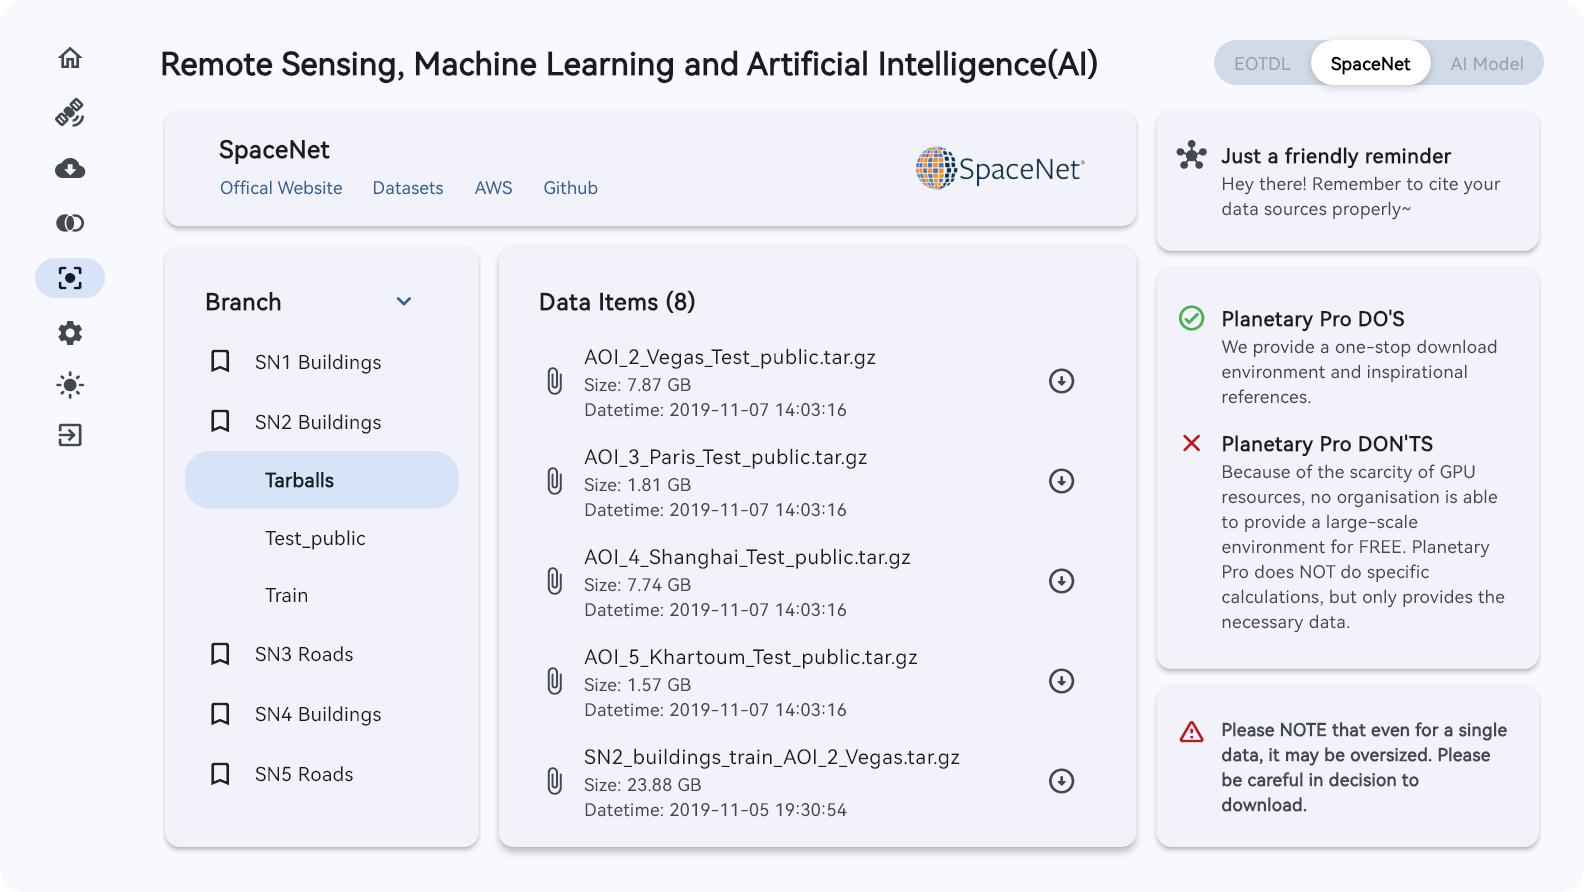 Remote Sensing, Machine Learning and Artificial Intelligence(AI)
EOTDL
SpaceNet
AI Model
SpaceNet
Offical Website
Datasets
AWS
Github
SpaceNet®
Branch
SN1 Buildings
SN2 Buildings
Tarballs
Test_public
Train
SN3 Roads
SN4 Buildings
SN5 Roads
Data Items (8)
AOI_2_Vegas_Test_public.tar.gz
Size: 7.87 GB
Datetime: 2019-11-07 14:03:16
AOI_3_Paris_Test_public.tar.gz
Size: 1.81 GB
Datetime: 2019-11-07 14:03:16
AOI_4_Shanghai_Test_public.tar.gz
Size: 7.74 GB
Datetime: 2019-11-07 14:03:16
AOI_5_Khartoum_Test_public.tar.gz
Size: 1.57 GB
Datetime: 2019-11-07 14:03:16
SN2_buildings_train_AOI_2_Vegas.tar.gz
Size: 23.88 GB
Datetime: 2019-11-05 19:30:54
Just a friendly reminder
Hey there! Remember to cite your
data sources properly~
Planetary Pro DO'S
We provide a one-stop download
environment and inspirational
references.
Planetary Pro DON'TS
Because of the scarcity of GPU
resources, no organisation is able
to provide a large-scale
environment for FREE. Planetary
Pro does NOT do specific
calculations, but only provides the
necessary data.
Please NOTE that even for a single
data, it may be oversized. Please
be careful in decision to
download.